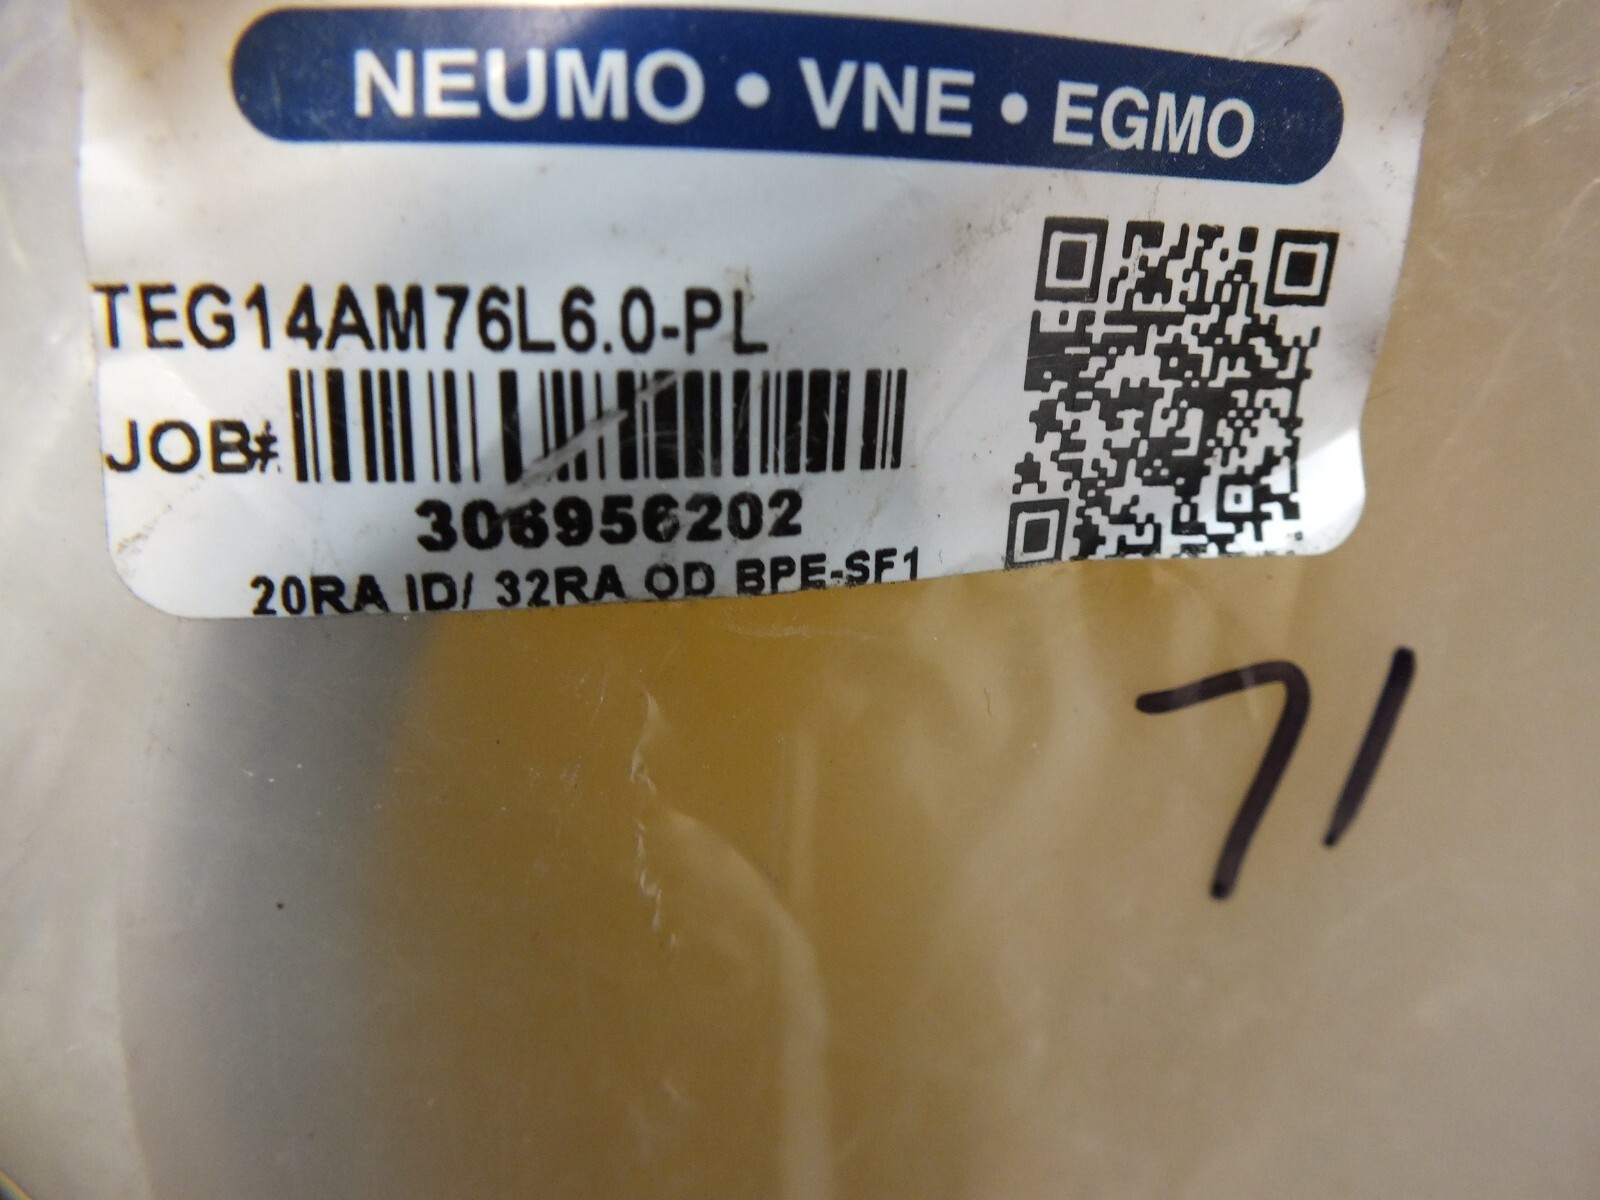 NEUMO • VNE • EGMO
TEG14AM76L6.0-PL
JOB#
306956202
20RA ID/ 32RA OD BPE-SF1
71